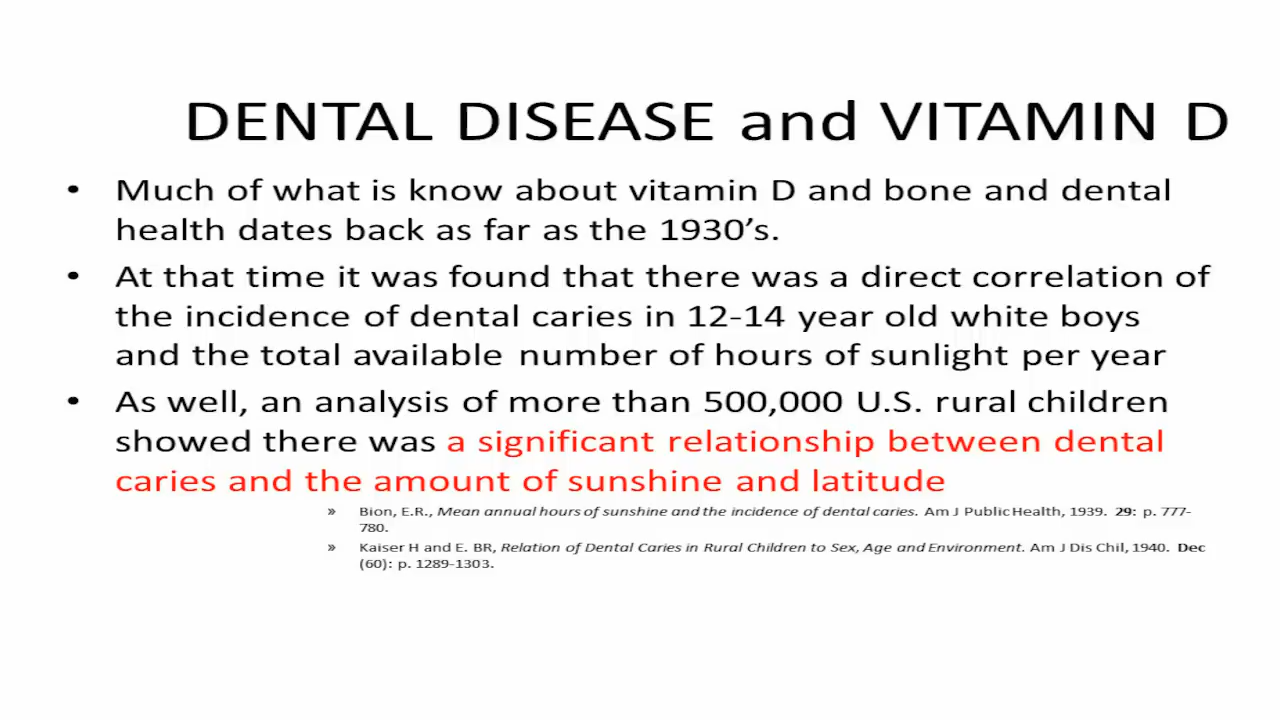 DENTAL DISEASE and VITAMIN D
• Much of what is know about vitamin D and bone and dental
health dates back as far as the 1930’s.
• At that time it was found that there was a direct correlation of
the incidence of dental caries in 12-14 year old white boys
and the total available number of hours of sunlight per year
• As well, an analysis of more than 500,000 U.S. rural children
showed there was a significant relationship between dental
caries and the amount of sunshine and latitude
» Bion, E.R., Mean annual hours of sunshine and the incidence of dental caries. Am J Public Health, 1939. 29: p. 777-
780.
» Kaiser H and E. BR, Relation of Dental Caries in Rural Children to Sex, Age and Environment. Am J Dis Chil, 1940. Dec
(60): p. 1289-1303.